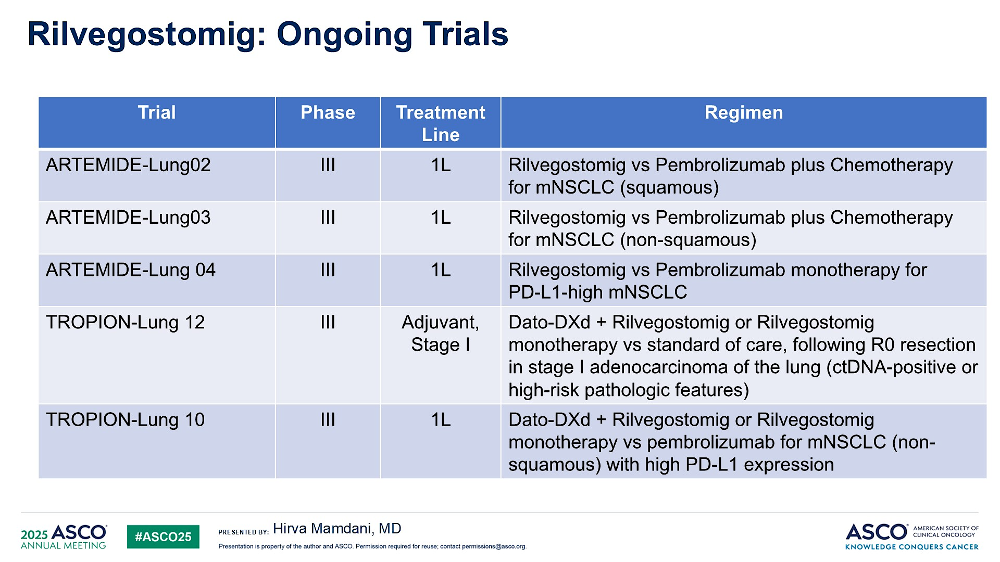 Rilvegostomig: Ongoing Trials
Trial
Phase
Treatment
Line
Regimen
ARTEMIDE-Lung02
III
1L
Rilvegostomig vs Pembrolizumab plus Chemotherapy
for mNSCLC (squamous)
ARTEMIDE-Lung03
III
1L
Rilvegostomig vs Pembrolizumab plus Chemotherapy
for mNSCLC (non-squamous)
ARTEMIDE-Lung 04
III
1L
Rilvegostomig vs Pembrolizumab monotherapy for
PD-L1-high mNSCLC
TROPION-Lung 12
III
Adjuvant,
Stage I
Dato-DXd + Rilvegostomig or Rilvegostomig
monotherapy vs standard of care, following R0 resection
in stage I adenocarcinoma of the lung (ctDNA-positive or
high-risk pathologic features)
TROPION-Lung 10
III
1L
Dato-DXd + Rilvegostomig or Rilvegostomig
monotherapy vs pembrolizumab for mNSCLC (non-
squamous) with high PD-L1 expression
2025 ASCO®
ANNUAL MEETING
#ASCO25
PRESENTED BY: Hirva Mamdani, MD
Presentation is property of the author and ASCO. Permission required for reuse; contact permissions@asco.org.
ASCO® AMERICAN SOCIETY OF
CLINICAL ONCOLOGY
KNOWLEDGE CONQUERS CANCER